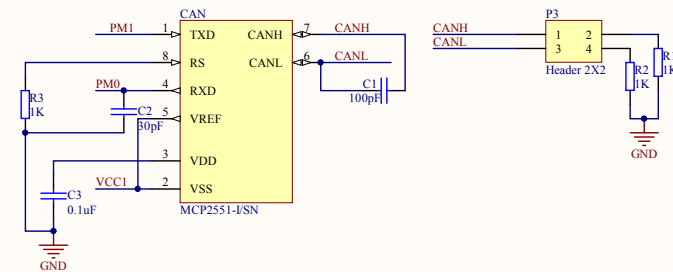 CAN
PM1 1 TXD CANH 7 CANH
8 RS CANL 6 CANL
PM0 4 RXD
R3
1K
C2
30pF
5 VREF
C1
100pF
3 VDD
VCC1 2 VSS
C3
0.1uF
MCP2551-I/SN
GND
P3
CANH 1 2
CANL 3 4
Header 2X2
R1
1K
R2
1K
GND